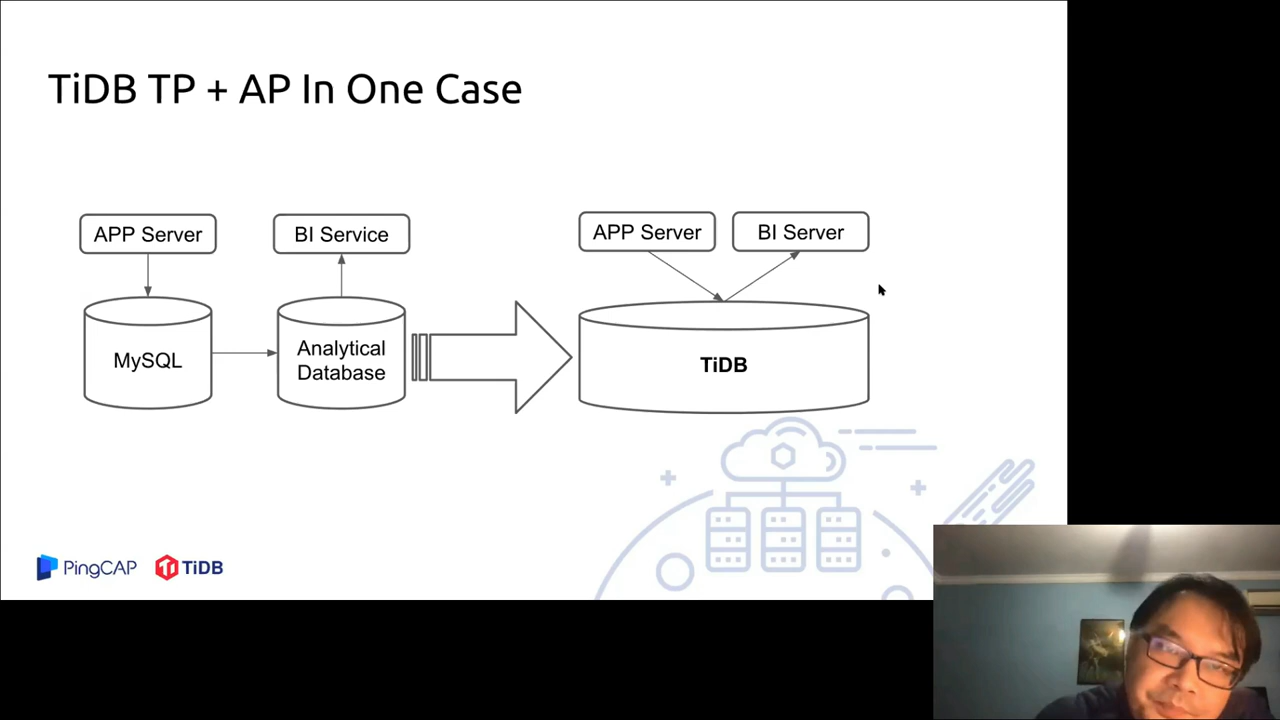 TiDB TP + AP In One Case
APP Server
BI Service
APP Server
BI Server
MySQL
Analytical
Database
TiDB
PingCAP
TiDB